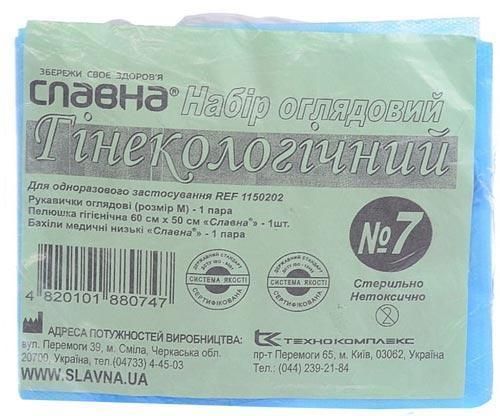 ЗБЕРЕЖИ СВОЄ ЗДОРОВ'Я
СЛАВНА® Набір оглядовий
Гінекологічний
Для одноразового застосування REF 1150202
Рукавички оглядові (розмір М) - 1 пара
Пелюшка гігієнічна 60 см х 50 см «Славна®» - 1шт.
Бахіли медичні низькі «Славна®» - 1 пара
№7
4 820101 880747
СИСТЕМА ЯКОСТІ
СЕРТИФІКОВАНА
СИСТЕМА ЯКОСТІ
СЕРТИФІКОВАНА
Стерильно
Нетоксично
АДРЕСА ПОТУЖНОСТЕЙ ВИРОБНИЦТВА:
вул. Перемоги 39, м. Сміла, Черкаська обл.
20700, Україна, тел.(04733) 4-45-03
WWW.SLAVNA.UA
ТЕХНОКОМПЛЕКС
пр-т Перемоги 65, м. Київ, 03062, Україна
Тел.: (044) 239-21-84